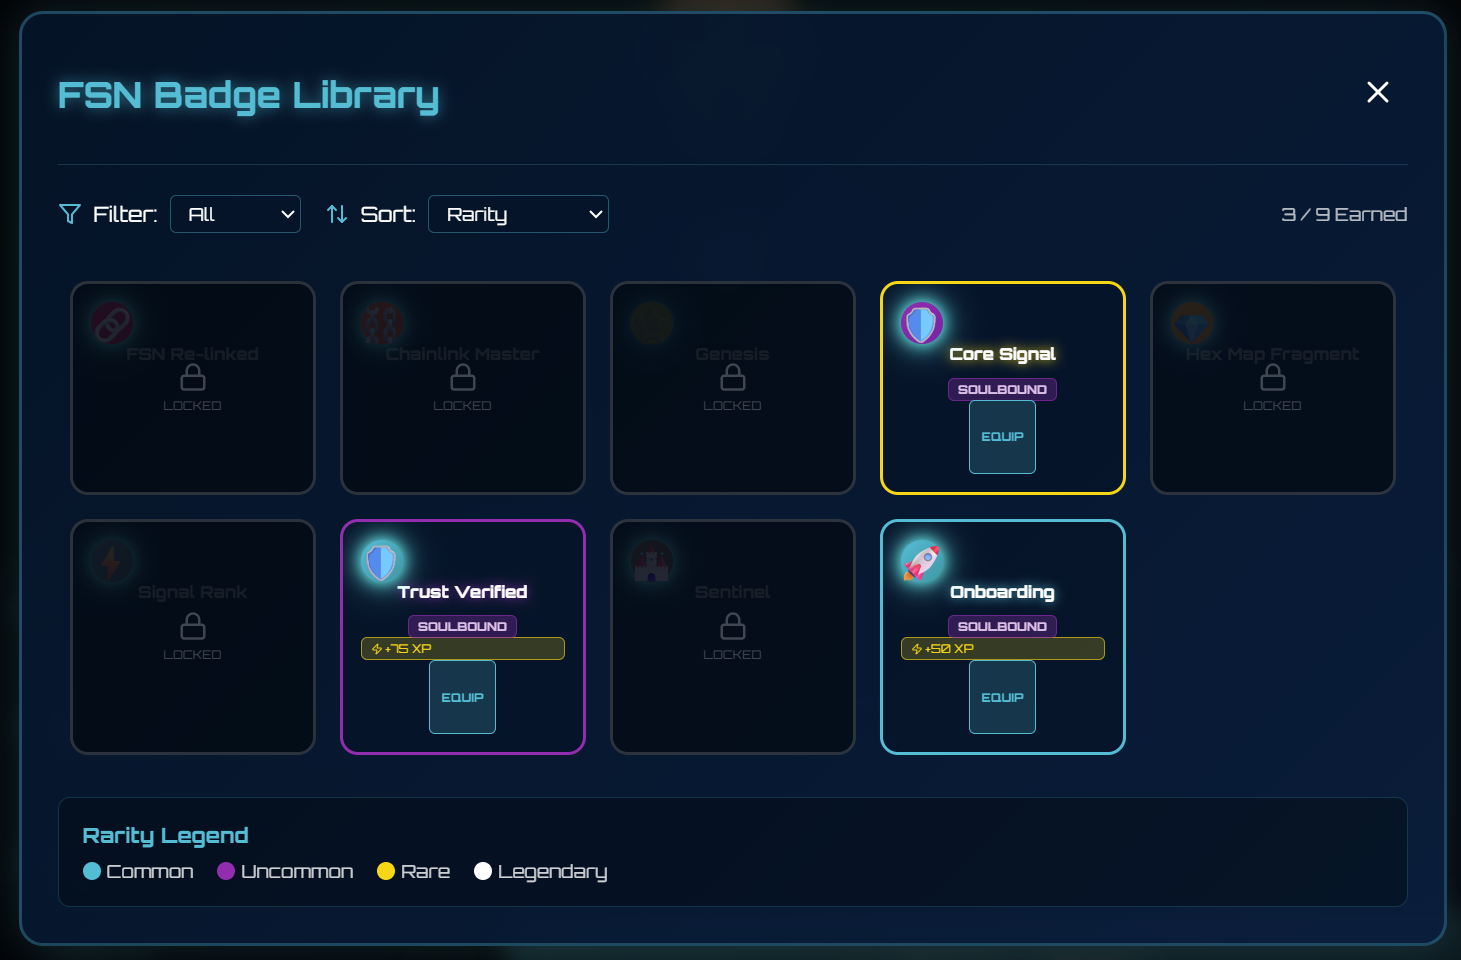 FSN Badge Library
Filter: All Sort: Rarity 3 / 9 Earned
FSN Re-linked
LOCKED
Chainlink Master
LOCKED
Genesis
LOCKED
Core Signal
SOULBOUND
EQUIP
Hex Map Fragment
LOCKED
Signal Rank
LOCKED
Trust Verified
SOULBOUND
+75 XP
EQUIP
Sentinel
LOCKED
Onboarding
SOULBOUND
+50 XP
EQUIP
Rarity Legend
Common Uncommon Rare Legendary